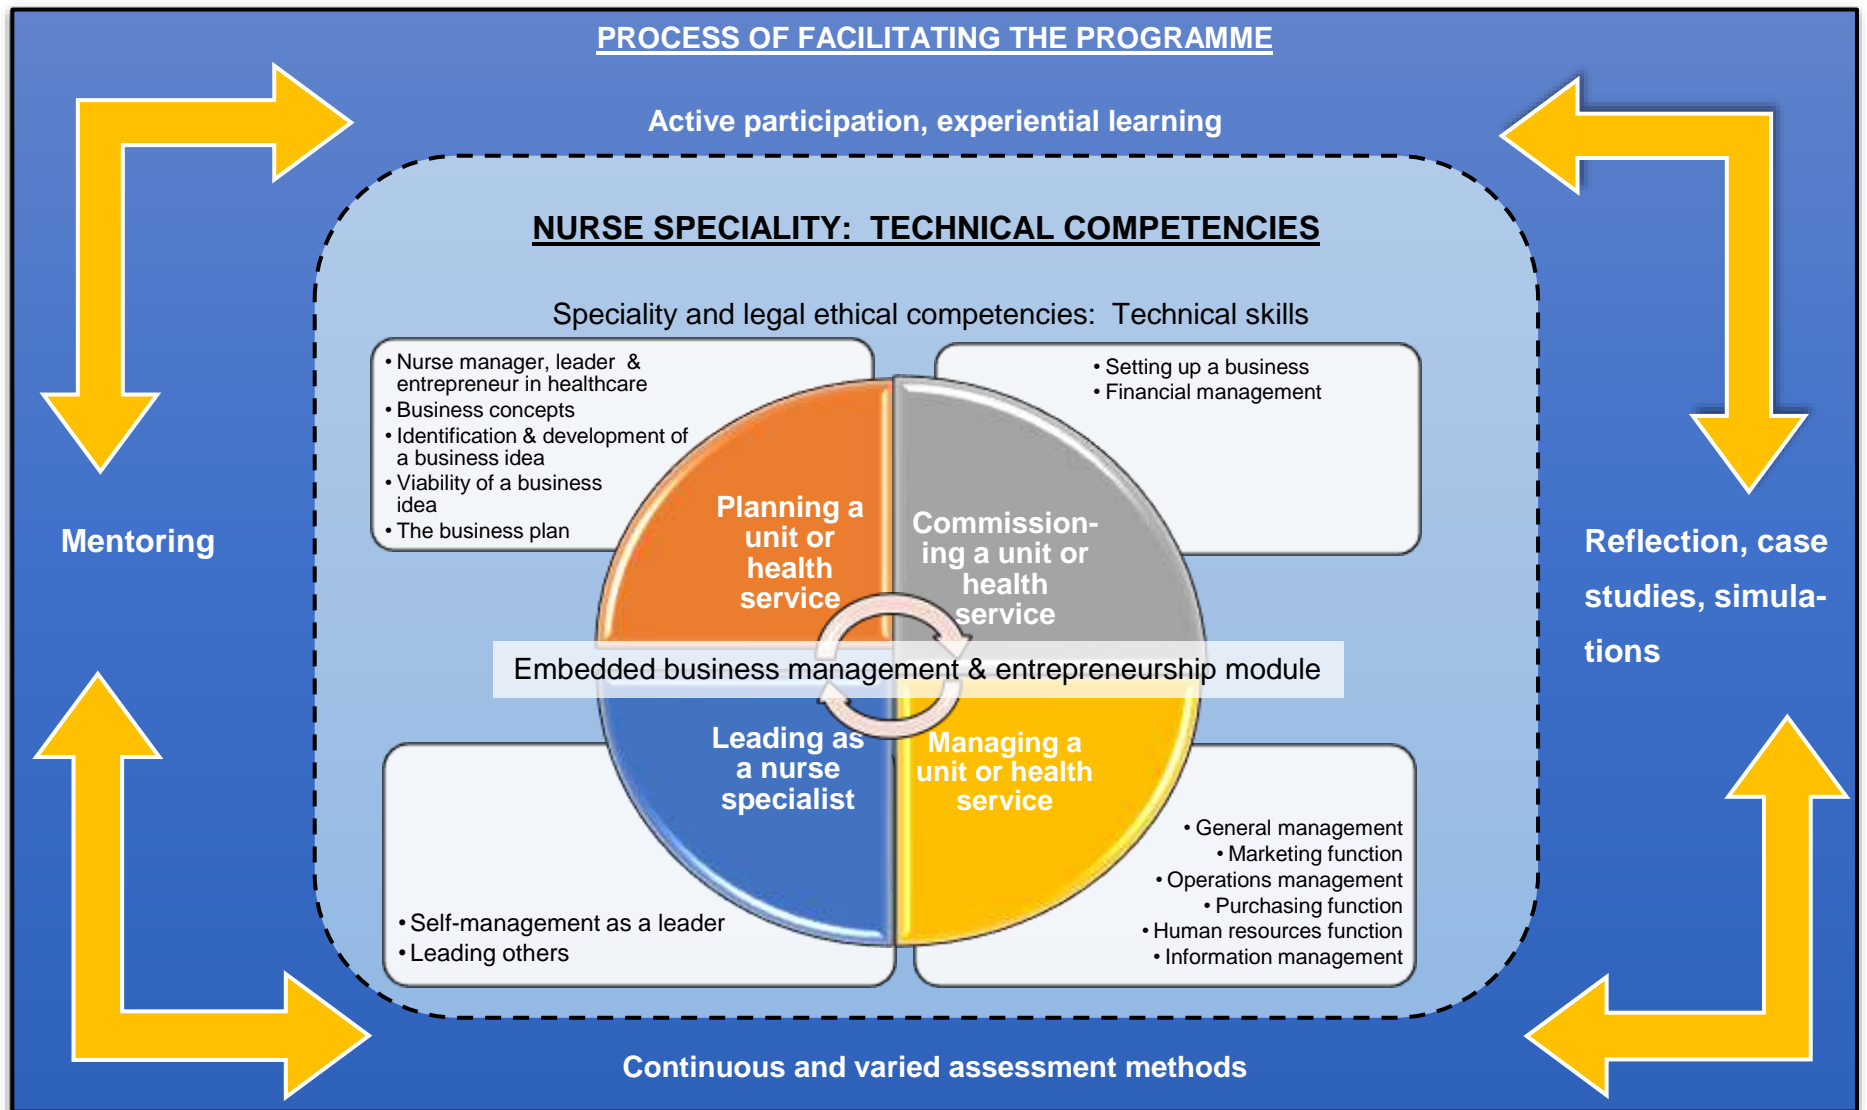 PROCESS OF FACILITATING THE PROGRAMME
Active participation, experiential learning
NURSE SPECIALITY:  TECHNICAL COMPETENCIES
Speciality and legal ethical competencies:  Technical skills
• Nurse manager, leader  &
entrepreneur in healthcare
• Business concepts
• Identification & development of
a business idea
• Viability of a business
idea
• The business plan
• Setting up a business
• Financial management
Planning a
unit or
health
service
Commission-
ing a unit or
health
service
Mentoring
Reflection, case
studies, simula-
tions
Embedded business management & entrepreneurship module
Leading as
a nurse
specialist
Managing a
unit or health
service
• Self-management as a leader
• Leading others
• General management
• Marketing function
• Operations management
• Purchasing function
• Human resources function
• Information management
Continuous and varied assessment methods